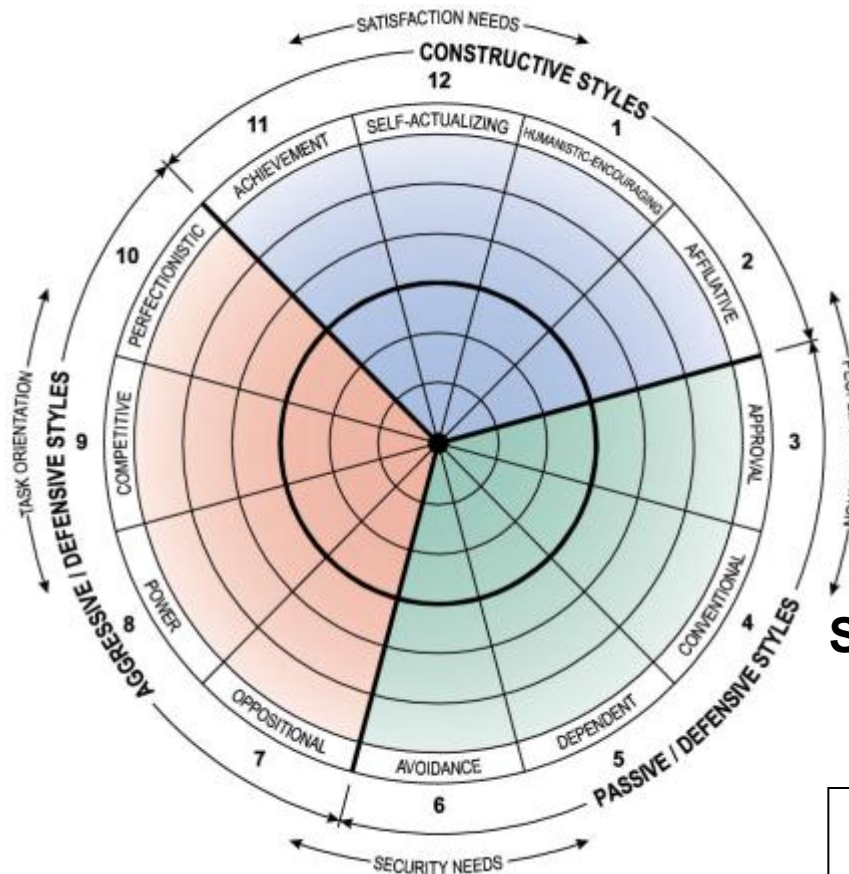 SATISFACTION NEEDS
CONSTRUCTIVE STYLES
12
11
1
SELF-ACTUALIZING
ACHIEVEMENT
HUMANISTIC-ENCOURAGING
10
2
PERFECTIONISTIC
AFFILIATIVE
TASK ORIENTATION
9
COMPETITIVE
APPROVAL
3
AGGRESSIVE / DEFENSIVE STYLES
8
POWER
CONVENTIONAL
4
S
OPPOSITIONAL
DEPENDENT
7
AVOIDANCE
5
PASSIVE / DEFENSIVE STYLES
6
SECURITY NEEDS